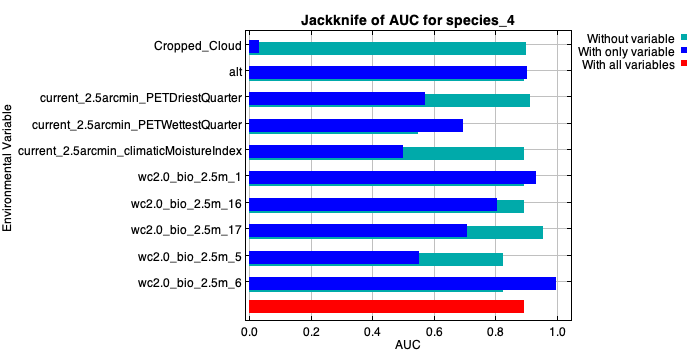 Jackknife of AUC for species_4
Without variable
With only variable
With all variables
Environmental Variable
Cropped_Cloud
alt
current_2.5arcmin_PETDriestQuarter
current_2.5arcmin_PETWettestQuarter
current_2.5arcmin_climaticMoistureIndex
wc2.0_bio_2.5m_1
wc2.0_bio_2.5m_16
wc2.0_bio_2.5m_17
wc2.0_bio_2.5m_5
wc2.0_bio_2.5m_6
0.0 0.2 0.4 0.6 0.8 1.0
AUC